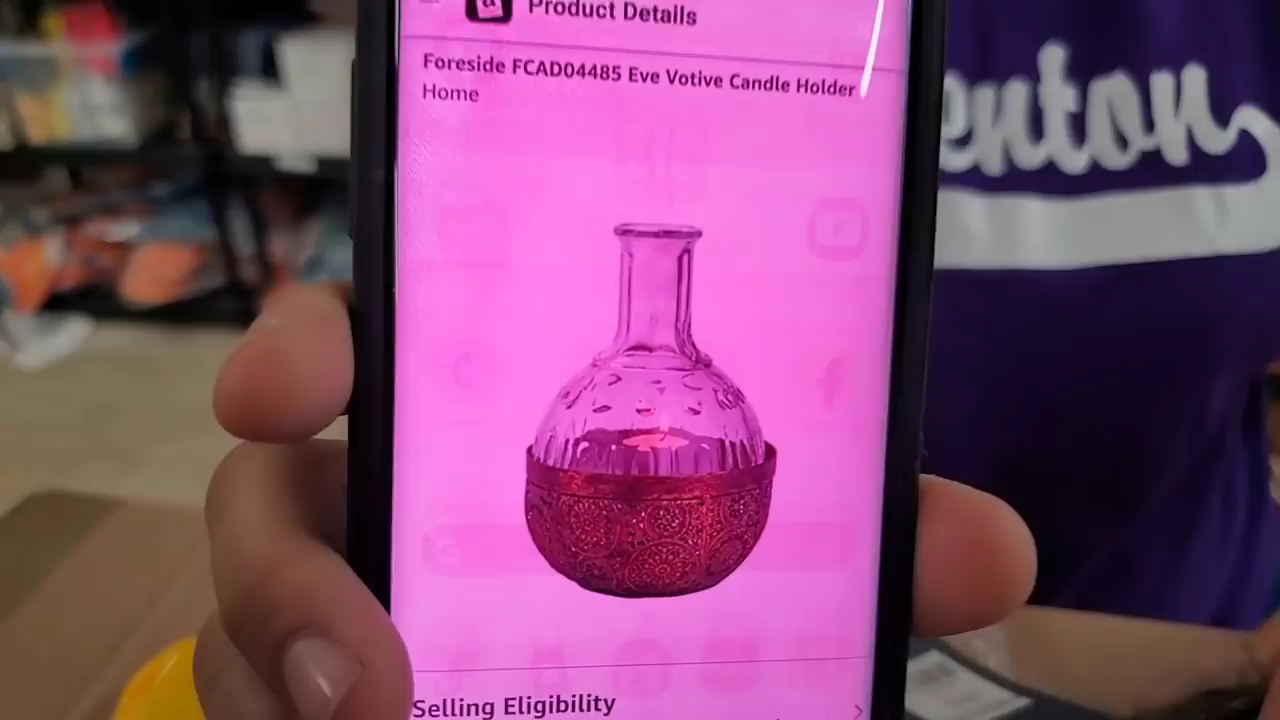 Product Details
Foreside FCAD04485 Eve Votive Candle Holder
Home
enton
Selling Eligibility